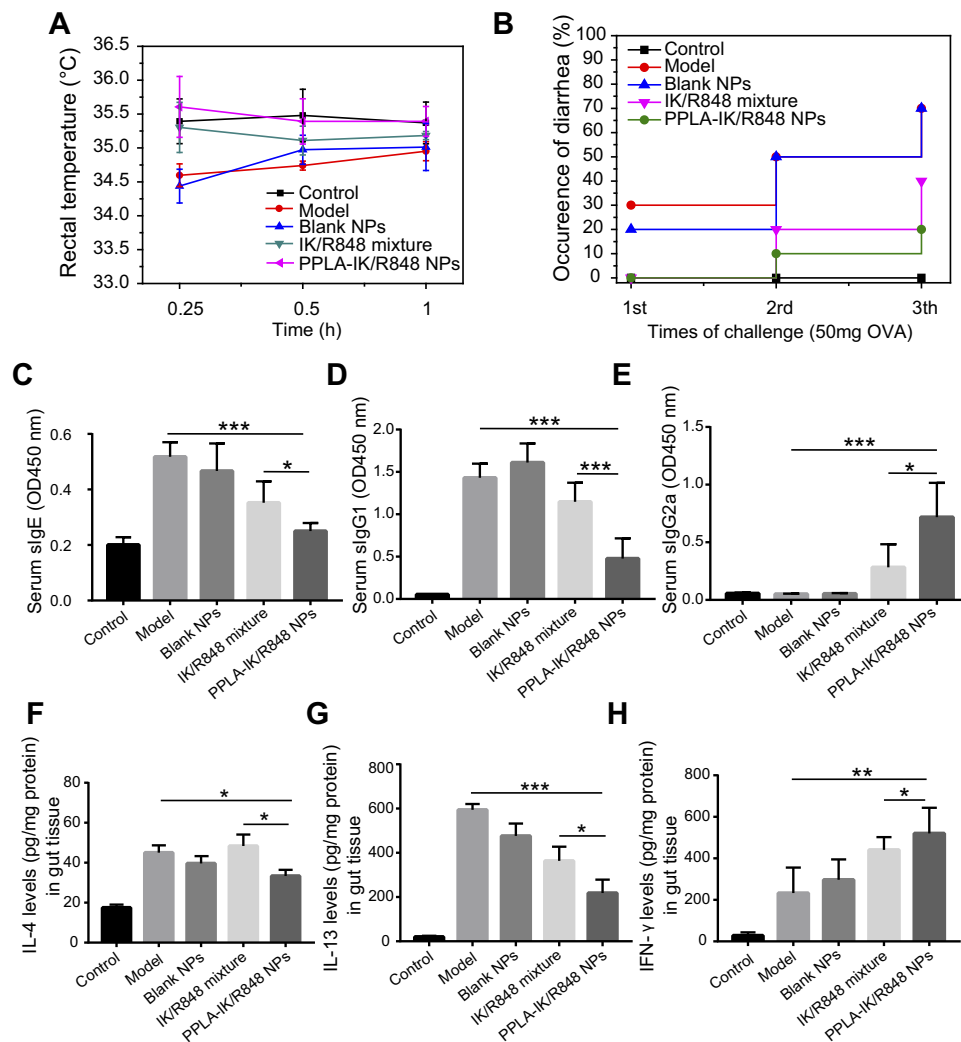 A
Rectal temperature (°C)
36.5
36.0
35.5
35.0
34.5
34.0
33.5
33.0
Control
Model
Blank NPs
IK/R848 mixture
PPLA-IK/R848 NPs
0.25
0.5
1
Time (h)
B
Occureence of diarrhea (%)
100
90
80
70
60
50
40
30
20
10
0
Control
Model
Blank NPs
IK/R848 mixture
PPLA-IK/R848 NPs
1st
2rd
3th
Times of challenge (50mg OVA)
C
Serum sIgE (OD450 nm)
0.6
0.4
0.2
0.0
***
*
Control
Model
Blank NPs
IK/R848 mixture
PPLA-IK/R848 NPs
D
Serum sIgG1 (OD450 nm)
2.0
1.5
1.0
0.5
0.0
***
***
Control
Model
Blank NPs
IK/R848 mixture
PPLA-IK/R848 NPs
E
Serum sIgG2a (OD450 nm)
1.5
1.0
0.5
0.0
***
*
Control
Model
Blank NPs
IK/R848 mixture
PPLA-IK/R848 NPs
F
IL-4 levels (pg/mg protein)
in gut tissue
80
60
40
20
0
*
*
Control
Model
Blank NPs
IK/R848 mixture
PPLA-IK/R848 NPs
G
IL-13 levels (pg/mg protein)
in gut tissue
800
600
400
200
0
***
*
Control
Model
Blank NPs
IK/R848 mixture
PPLA-IK/R848 NPs
H
IFN-γ levels (pg/mg protein)
in gut tissue
800
600
400
200
0
**
*
Control
Model
Blank NPs
IK/R848 mixture
PPLA-IK/R848 NPs